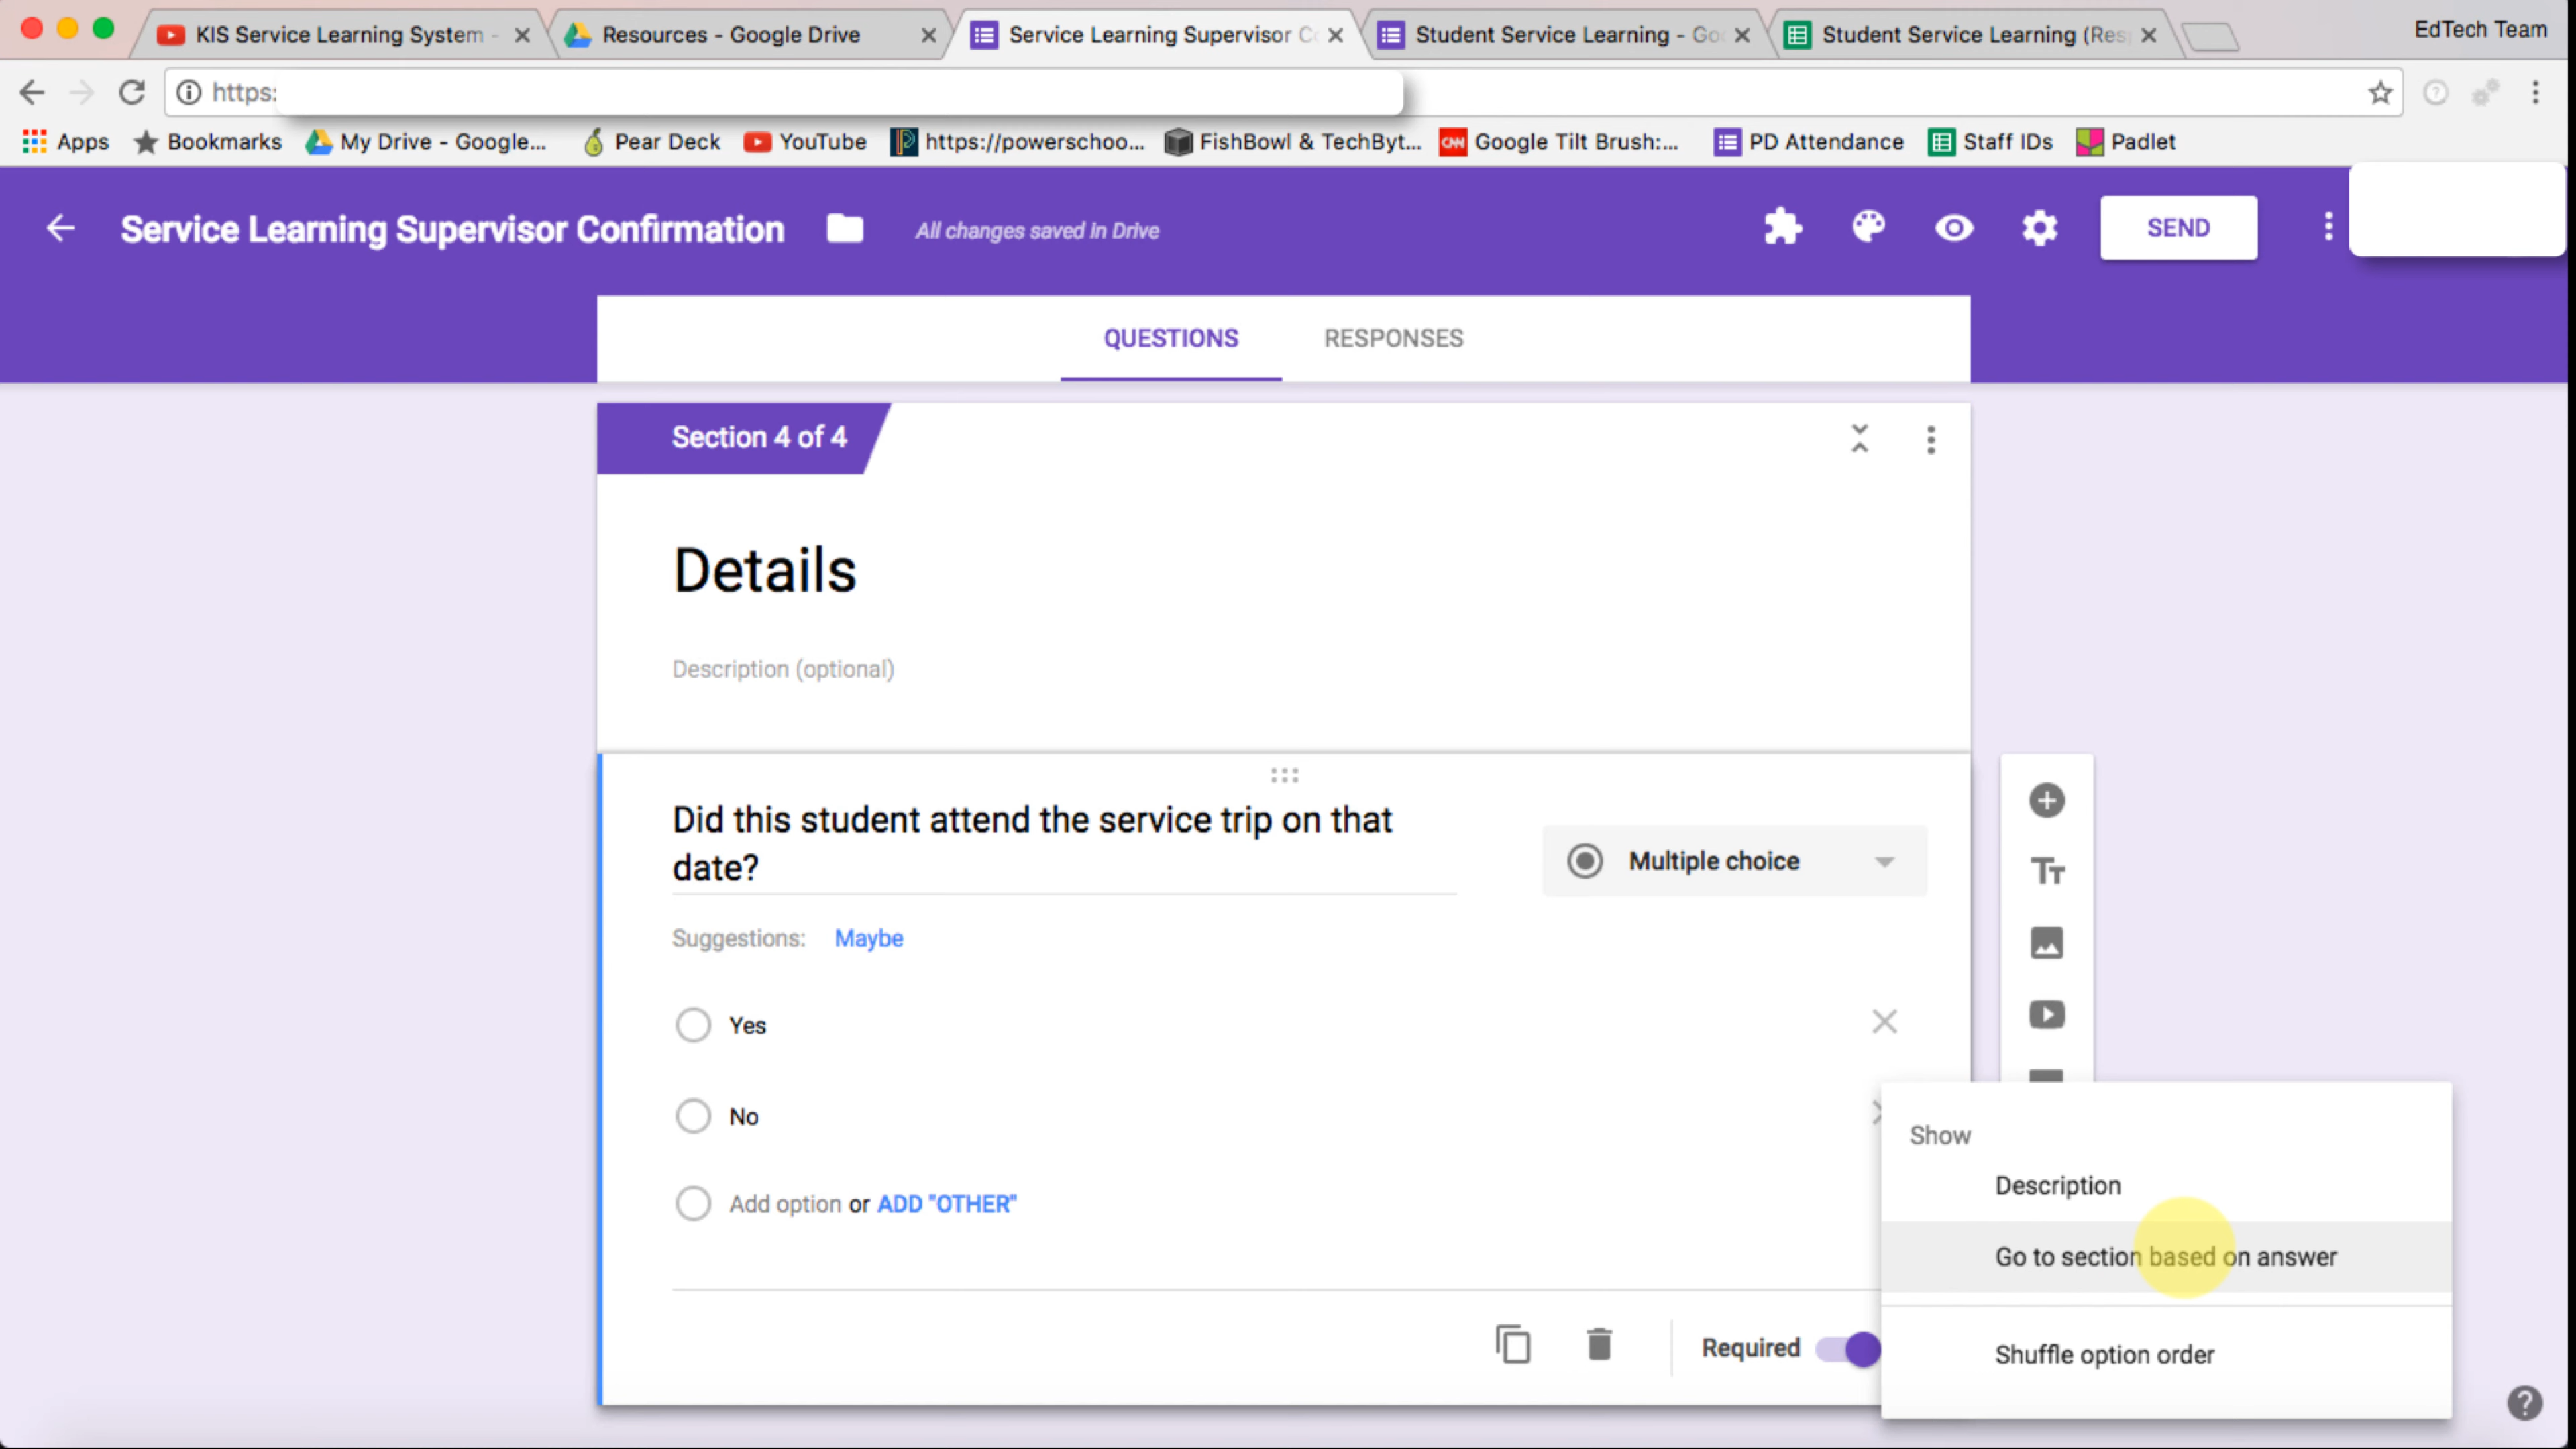 KIS Service Learning System -
Resources - Google Drive
Service Learning Supervisor Co
Student Service Learning - Goo
Student Service Learning (Resp
EdTech Team
https:
Apps
Bookmarks
My Drive - Google...
Pear Deck
YouTube
https://powerschoo...
FishBowl & TechByt...
CNN
Google Tilt Brush:...
PD Attendance
Staff IDs
Padlet
Service Learning Supervisor Confirmation
All changes saved in Drive
SEND
QUESTIONS
RESPONSES
Section 4 of 4
Details
Description (optional)
Did this student attend the service trip on that
date?
Multiple choice
Suggestions: Maybe
Yes
No
Add option or ADD "OTHER"
Required
Show
Description
Go to section based on answer
Shuffle option order